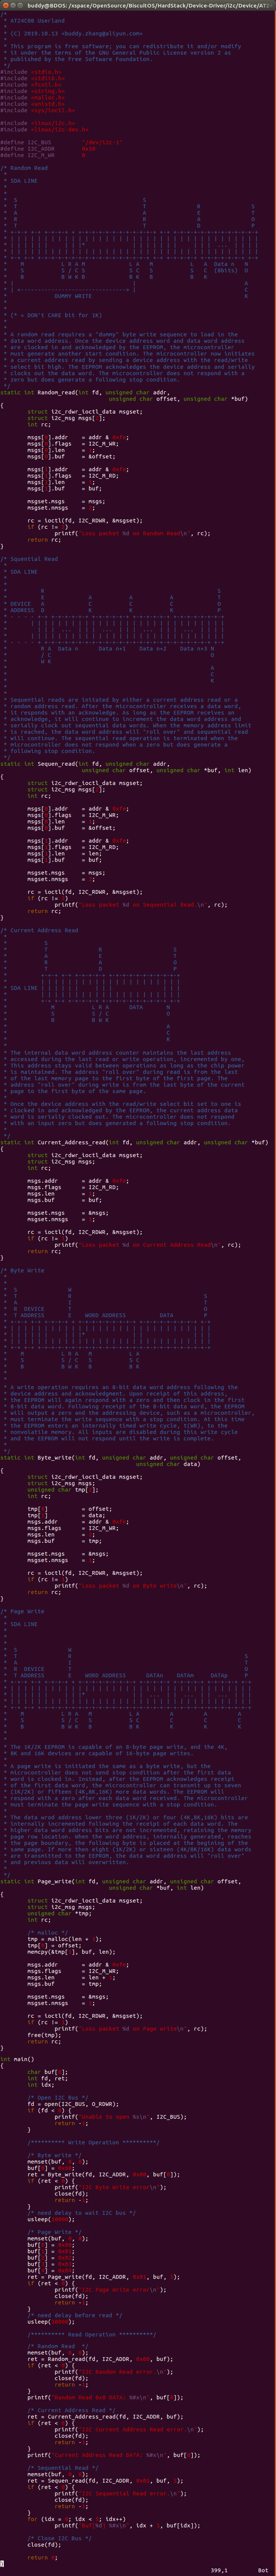 buddy@BDOS: /xspace/OpenSource/BiscuitOS/HardStack/Device-Driver/i2c/Device/AT24
/*
 * AT24C08 Userland
 *
 * (C) 2019.10.13 <buddy.zhang@aliyun.com>
 *
 * This program is free software; you can redistribute it and/or modify
 * it under the terms of the GNU General Public License version 2 as
 * published by the Free Software Foundation.
 */
#include <stdio.h>
#include <stdlib.h>
#include <fcntl.h>
#include <string.h>
#include <malloc.h>
#include <unistd.h>
#include <sys/ioctl.h>
#include <linux/i2c.h>
#include <linux/i2c-dev.h>
#define I2C_BUS
#define I2C_ADDR
#define I2C_M_WR
/* Random Read
 *
 * SDA LINE
 * DUMMY WRITE
 * (* = DON'T CARE bit for 1K)
 *
 * A random read requires a "dummy" byte write sequence to load in the
 * data word address. Once the device word address and data word address
 * are clocked in and acknowledged by the EEPROM, the microcontroller
 * must generate another start condition. The Microcontroller now initiates
 * a current address read by sending a device address with the read/write
 * select bit high. The EEPROM acknowledges the device address and serially
 * clocks out the data word. The microcontroller does not respond with a
 * zero but does generate a following stop condition.
 */
static int Random_read(int fd, unsigned char addr,
unsigned char offset, unsigned char *buf)
{
struct i2c_rdwr_ioctl_data msgset;
struct i2c_msg msgs[2];
int rc;
msgs[0].addr = addr &
msgs[0].flags = I2C_M_WR;
msgs[0].len = 1;
msgs[0].buf = &offset;
msgs[1].addr = addr &
msgs[1].flags = I2C_M_RD;
msgs[1].len = 1;
msgs[1].buf = buf;
msgset.msgs = msgs;
msgset.nmsgs = 2;
rc = ioctl(fd, I2C_RDWR, &msgset);
if (rc != 2)
printf("Loss packet %d on Random Read\n", rc);
return rc;
}
/* Squential Read
 *
 * SDA LINE
 * DEVICE
 * ADDRESS
 * Data n Data n+1 Data n+2 Data n+3
 *
 * Sequential reads are initated by either a current address read or a
 * random address read. After the microcontroller receives a data word,
 * it responds with an acknowledge. As long as the EEPROM receives an
 * acknowledge, it will continue to increment the data word address and
 * serially clock out sequential data words. When the memory address limit
 * is reached, the data word address will "roll over" and sequential read
 * will continue. The sequential read operation is terminated when the
 * microcontroller does not respond when a zero but does generate a
 * following stop condition.
 */
static int Sequen_read(int fd, unsigned char addr,
unsigned char offset, unsigned char *buf, int len)
{
struct i2c_rdwr_ioctl_data msgset;
struct i2c_msg msgs[2];
int rc;
msgs[0].addr = addr &
msgs[0].flags = I2C_M_WR;
msgs[0].len = 1;
msgs[0].buf = &offset;
msgs[1].addr = addr &
msgs[1].flags = I2C_M_RD;
msgs[1].len = len;
msgs[1].buf = buf;
msgset.msgs = msgs;
msgset.nmsgs = 2;
rc = ioctl(fd, I2C_RDWR, &msgset);
if (rc != 2)
printf("Loss packet %d on Sequential Read.\n", rc);
return rc;
}
/* Current Address Read
 *
 * SDA LINE
 * DATA
 *
 * The internal data word address counter maintains the last address
 * accessed during the last read or write operation, incremented by one,
 * This address stays valid between operations as long as the chip power
 * is maintained. The address "roll over" during read is from the last
 * of the last memory page to the first byte of the first page. The
 * address "roll over" during write is from the last byte of the current
 * page to the first byte of the same page.
 *
 * Once the device address with the read/write select bit set to one is
 * clocked in and acknowledged by the EEPROM, the current address data
 * word is serially clocked out. The microcontroller does not respond
 * with an input zero but does generated a following stop condition.
 *
 */
static int Current_Address_read(int fd, unsigned char addr, unsigned char *buf)
{
struct i2c_rdwr_ioctl_data msgset;
struct i2c_msg msgs;
int rc;
msgs.addr = addr &
msgs.flags = I2C_M_RD;
msgs.len = 1;
msgs.buf = buf;
msgset.msgs = &msgs;
msgset.nmsgs = 1;
rc = ioctl(fd, I2C_RDWR, &msgset);
if (rc != 1)
printf("Loss packet %d on Current Address Read\n", rc);
return rc;
}
/* Byte Write
 *
 * R DEVICE
 * T ADDRESS WORD ADDRESS DATA
 *
 * A write operation requires an 8-bit data word address following the
 * device address and acknowledgment. Upon receipt of this address,
 * the EEPROM will again respond with a zero and then clock in the first
 * 8-bit data word. Following receipt of the 8-bit data word, the EEPROM
 * will output a zero and the addressing device, such as a microcontroller,
 * must terminate the write sequence with a stop condition. At this time
 * the EEPROM enters an internally timed write cycle, t(WR), to the
 * nonvolatile memory. All inputs are disabled during this write cycle
 * and the EEPROM will not respond until the write is complete.
 *
 */
static int Byte_write(int fd, unsigned char addr, unsigned char offset,
unsigned char data)
{
struct i2c_rdwr_ioctl_data msgset;
struct i2c_msg msgs;
unsigned char tmp[2];
int rc;
tmp[0] = offset;
tmp[1] = data;
msgs.addr = addr &
msgs.flags = I2C_M_WR;
msgs.len = 2;
msgs.buf = tmp;
msgset.msgs = &msgs;
msgset.nmsgs = 1;
rc = ioctl(fd, I2C_RDWR, &msgset);
if (rc != 1)
printf("Loss packet %d on Byte write\n", rc);
return rc;
}
/* Page Write
 *
 * SDA LINE
 * R DEVICE
 * T ADDRESS WORD ADDRESS
 *
 * The 1K/2K EEPROM is capable of an 8-byte page write, and the 4K,
 * 8K and 16K devices are capable of 16-byte page writes.
 *
 * A page write is initiated the same as a byte write, but the
 * microcontroller does not send stop condition after the first data
 * word is clocked in. Instead, after the EEPROM acknowledges receipt
 * of the first data word, the microcontroller can transmit up to seven
 * (1K/2K) or fifteen (4K,8K,16K) more data words. The EEPROM will
 * respond with a zero after each data word received. The microcontroller
 * must terminate the page write sequence with a stop condition.
 *
 * The data wrod address lower three (1K/2K) or four (4K,8K,16K) bits are
 * internally incremented following the receipt of each data word. The
 * higher data word address bits are not incremented, retaining the memory
 * page row location. When the word address, internally generated, reaches
 * the page boundary, the following byte is placed at the begining of the
 * same page. If more then eight (1K/2K) or sixteen (4K/8K/16K) data words
 * are transmitted to the EEPROM, the data word address will "roll over"
 * and previous data will overwritten.
 *
 */
static int Page_write(int fd, unsigned char addr, unsigned char offset,
unsigned char *buf, int len)
{
struct i2c_rdwr_ioctl_data msgset;
struct i2c_msg msgs;
unsigned char *tmp;
int rc;
/* malloc */
tmp = malloc(len + 1);
tmp[0] = offset;
memcpy(&tmp[1], buf, len);
msgs.addr = addr &
msgs.flags = I2C_M_WR;
msgs.len = len + 1;
msgs.buf = tmp;
msgset.msgs = &msgs;
msgset.nmsgs = 1;
rc = ioctl(fd, I2C_RDWR, &msgset);
if (rc != 1)
printf("Loss packet %d on Page write\n", rc);
free(tmp);
return rc;
}
int main()
{
char buf[
int fd, ret;
int idx;
/* Open I2C Bus */
fd = open(I2C_BUS, O_RDWR);
if (fd < 0) {
printf("Unable to open %s\n", I2C_BUS);
return -1;
}
/********** Write Operation **********/
/* Byte write */
memset(buf, 0,
buf[0] =
ret = Byte_write(fd, I2C_ADDR,
if (ret < 0) {
printf("I2C Byte Write error\n");
close(fd);
return -1;
}
/* need delay to wait I2C bus */
usleep(
/* Page Write */
memset(buf, 0,
buf[0] =
buf[1] =
buf[2] =
buf[3] =
buf[4] =
ret = Page_write(fd, I2C_ADDR,
if (ret < 0) {
printf("I2C Page Write error\n");
close(fd);
return -1;
}
/* need delay before read */
usleep(
/********** Read Operation **********/
/* Random Read */
memset(buf, 0,
ret = Random_read(fd, I2C_ADDR,
if (ret < 0) {
printf("I2C Random Read error.\n");
close(fd);
return -1;
}
/* Current Address Read */
ret = Current_Address_read(fd, I2C_ADDR, buf);
if (ret < 0) {
printf("I2C Current Address Read error.\n");
close(fd);
return -1;
}
printf("Current Address Read DATA: %#x\n", buf[0]);
/* Sequential Read */
memset(buf, 0,
ret = Sequen_read(fd, I2C_ADDR,
if (ret < 0) {
printf("I2C Sequential Read error.\n");
close(fd);
return -1;
}
for (idx = 0; idx < 5; idx++)
printf("Buf[%d]: %#x\n", idx + 1, buf[idx]);
/* Close I2C Bus */
close(fd);
return 0;
}
399,1 Bot